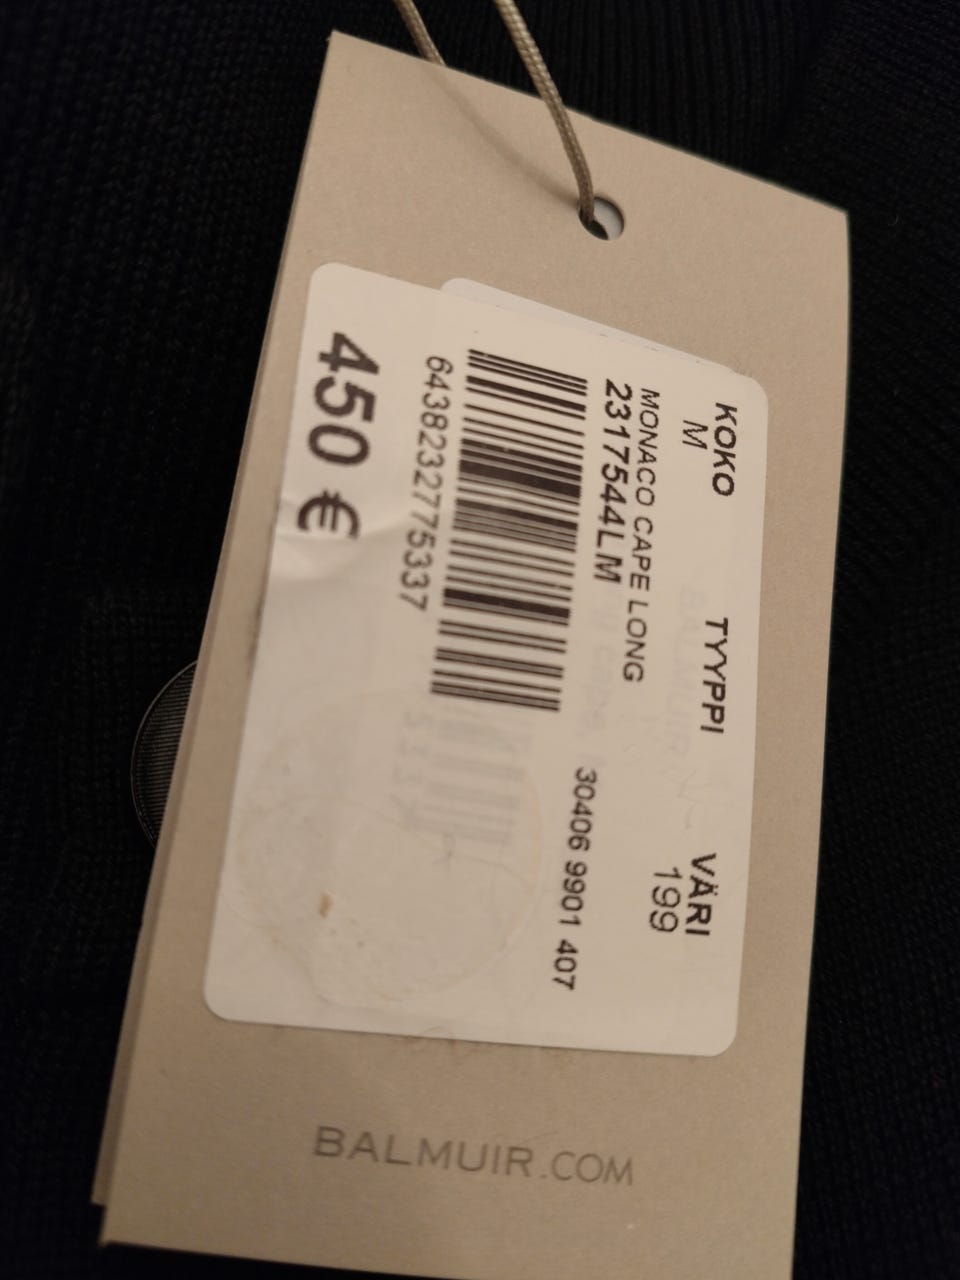 KOKO TYYPPI VÄRI
M 199
MONACO CAPE LONG
2317544LM 30406 9901 407
6438232775337
450 €
BALMUIR.COM